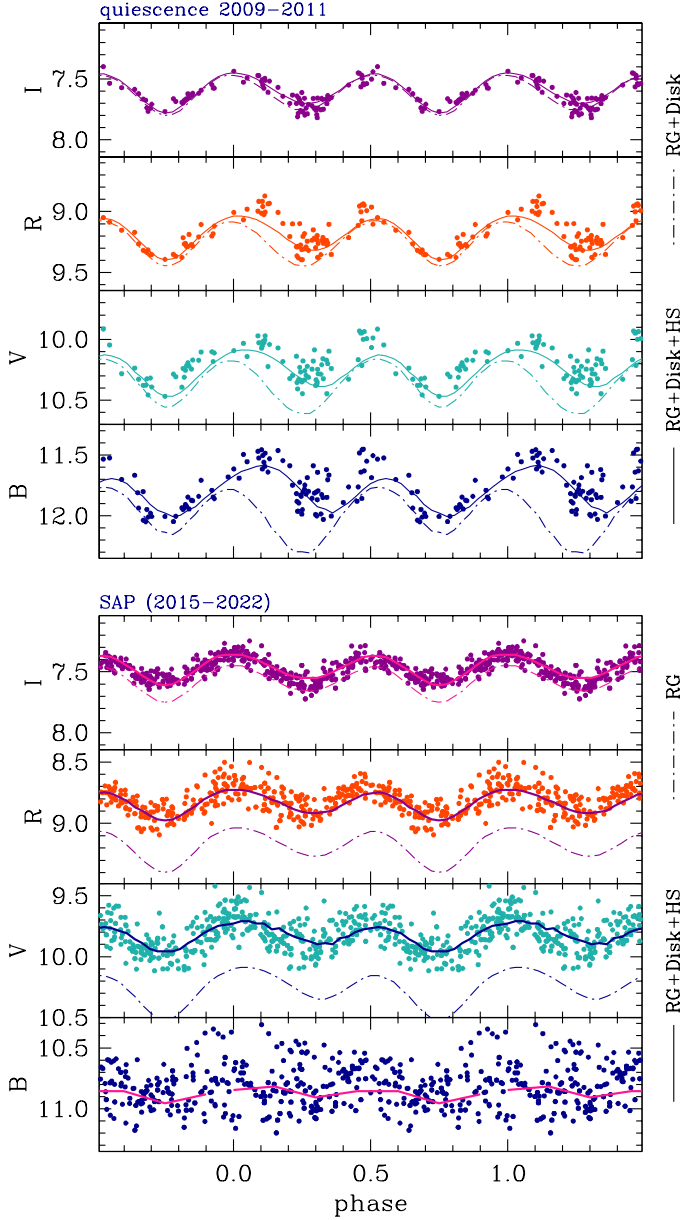 quiescence 2009−2011
I
7.5
8.0
R
9.0
9.5
V
10.0
10.5
B
11.5
12.0
RG+Disk
RG+Disk+HS
SAP (2015−2022)
I
7.5
8.0
R
8.5
9.0
V
9.5
10.0
10.5
B
10.5
11.0
0.0 0.5 1.0
phase
RG
RG+Disk+HS